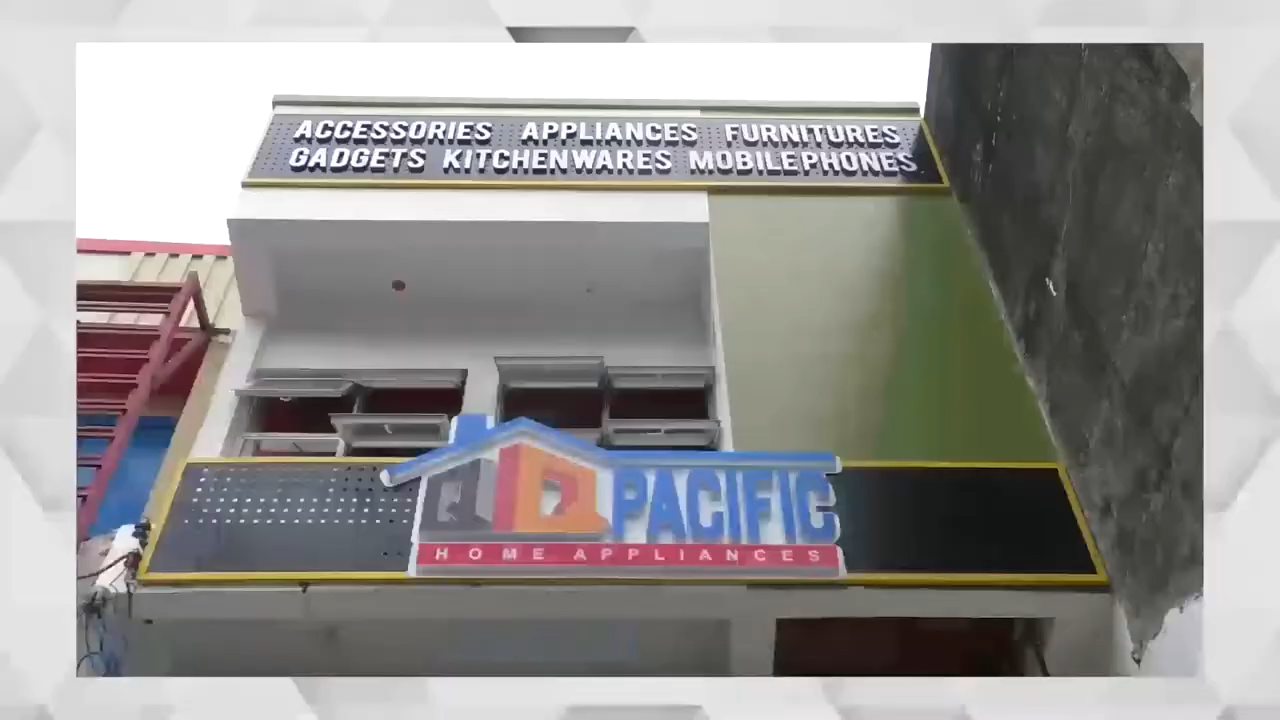 ACCESSORIES APPLIANCES FURNITURES
GADGETS KITCHENWARES MOBILEPHONES
PACIFIC
HOME APPLIANCES